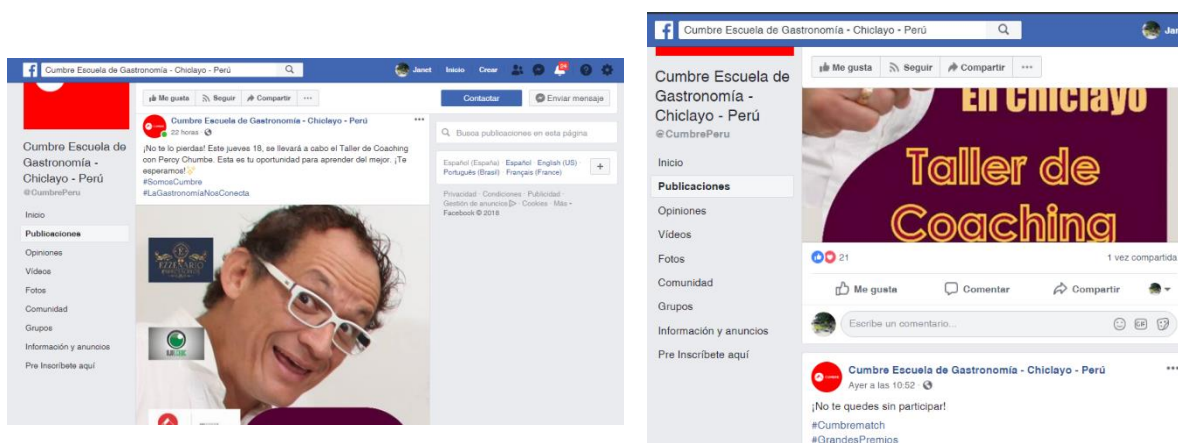 Cumbre Escuela de Gastronomía - Chiclayo - Perú
Janet Inicio Crear
Me gusta Seguir Compartir ...
Contactar Enviar mensaje
Cumbre Escuela de
Gastronomía -
Chiclayo - Perú
@CumbrePeru
Inicio
Publicaciones
Opiniones
Vídeos
Fotos
Comunidad
Grupos
Información y anuncios
Pre Inscríbete aquí
Cumbre Escuela de Gastronomía - Chiclayo - Perú
22 horas
¡No te lo pierdas! Este jueves 18, se llevará a cabo el Taller de Coaching
con Percy Chumbe. Esta es tu oportunidad para aprender del mejor. ¡Te
esperamos!
#SomosCumbre
#LaGastronomíaNosConecta
Busca publicaciones en esta página
Español (España) · Español · English (US) ·
Português (Brasil) · Français (France)
Privacidad · Condiciones · Publicidad ·
Gestión de anuncios · Cookies · Más
Facebook © 2018
Cumbre Escuela de Gastronomía - Chiclayo - Perú
Me gusta Seguir Compartir ...
Cumbre Escuela de
Gastronomía -
Chiclayo - Perú
@CumbrePeru
Inicio
Publicaciones
Opiniones
Vídeos
Fotos
Comunidad
Grupos
Información y anuncios
Pre Inscríbete aquí
En Chiclayo
Taller de
Coaching
21 1 vez compartida
Me gusta Comentar Compartir
Escribe un comentario...
GIF
Cumbre Escuela de Gastronomía - Chiclayo - Perú
Ayer a las 10:52
¡No te quedes sin participar!
#Cumbrematch
#GrandesPremios